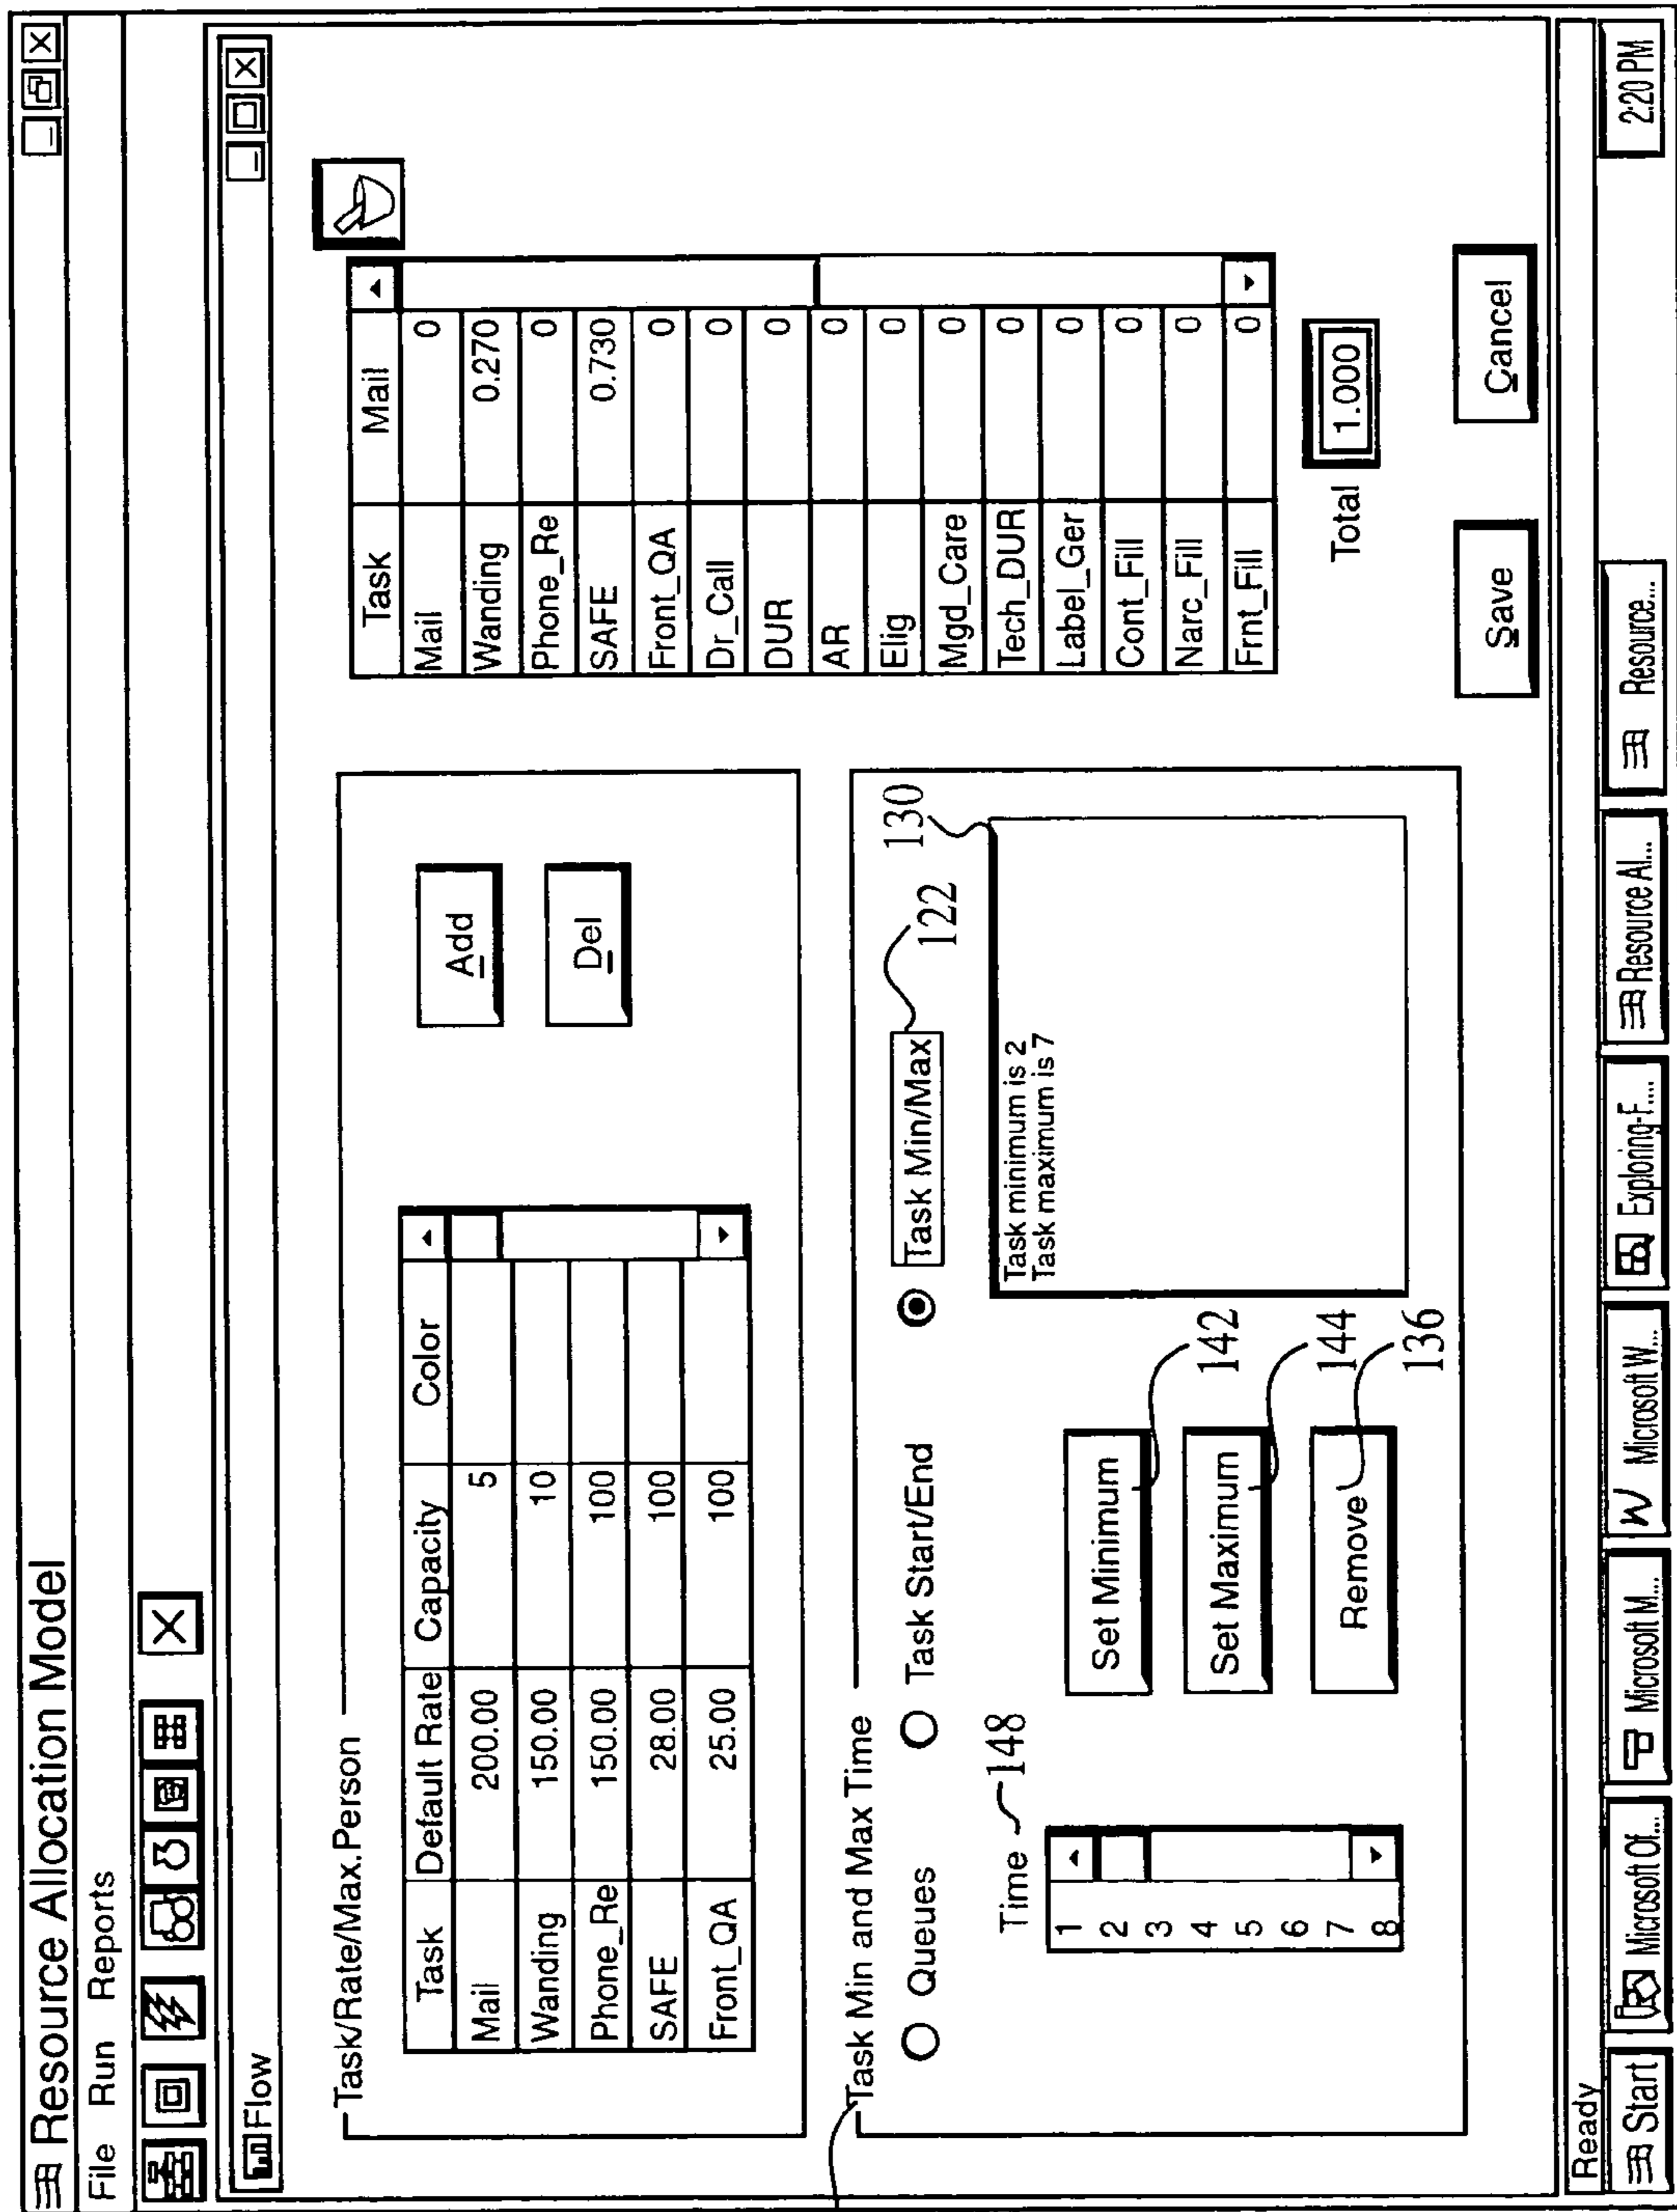 Resource Allocation Model
File Run Reports
Flow
Task/Rate/Max.Person
Task Default Rate Capacity Color
Mail 200.00 5
Wanding 150.00 10
Phone_Re 150.00 100
SAFE 28.00 100
Front_QA 25.00 100
Add
Del
Task Min and Max Time
Queues Task Start/End Task Min/Max 122
130
Time 148
1
2
3
4
5
6
7
8
Set Minimum 142
Set Maximum 144
Remove 136
Task minimum is 2
Task maximum is 7
Task Mail
Mail 0
Wanding 0.270
Phone_Re 0
SAFE 0.730
Front_QA 0
Dr_Call 0
DUR 0
AR 0
Elig 0
Mgd_Care 0
Tech_DUR 0
Label_Ger 0
Cont_Fill 0
Narc_Fill 0
Frnt_Fill 0
Total 1.000
Save Cancel
Ready
Start Microsoft Of... Microsoft M... Microsoft W... Exploring-F.... Resource Al... Resource... 2:20 PM